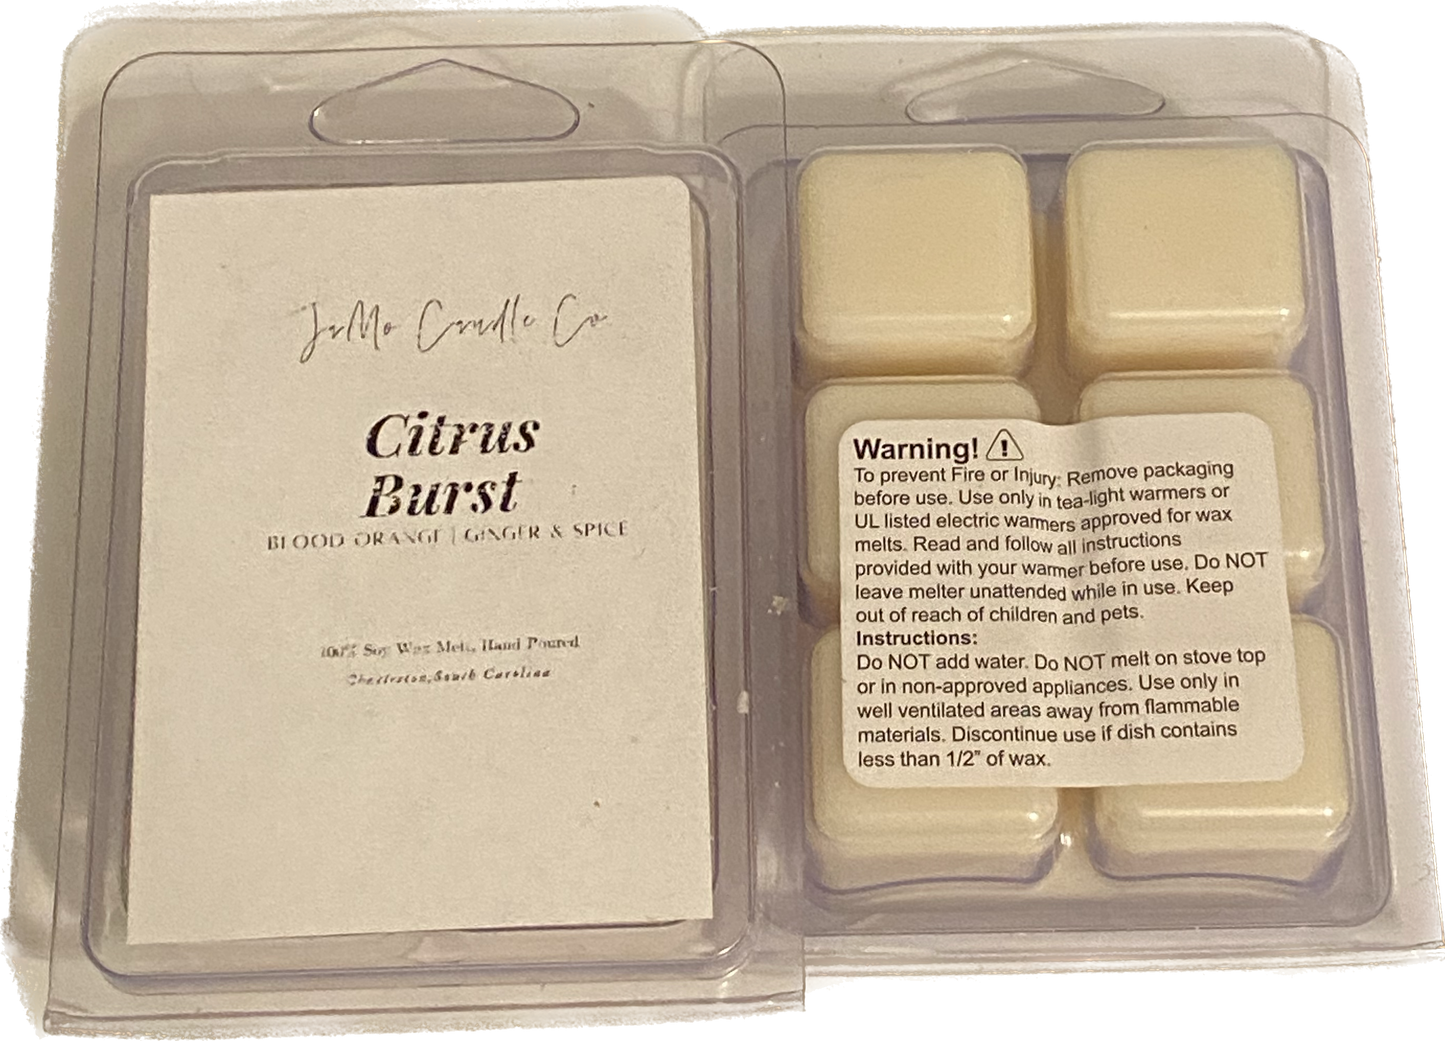 JaMo Candle Co
Citrus
Burst
BLOOD ORANGE | GINGER & SPICE
100% Soy Wax Melt, Hand Poured
Charleston, South Carolina
Warning!
To prevent Fire or Injury: Remove packaging
before use. Use only in tea-light warmers or
UL listed electric warmers approved for wax
melts. Read and follow all instructions
provided with your warmer before use. Do NOT
leave melter unattended while in use. Keep
out of reach of children and pets.
Instructions:
Do NOT add water. Do NOT melt on stove top
or in non-approved appliances. Use only in
well ventilated areas away from flammable
materials. Discontinue use if dish contains
less than 1/2” of wax.